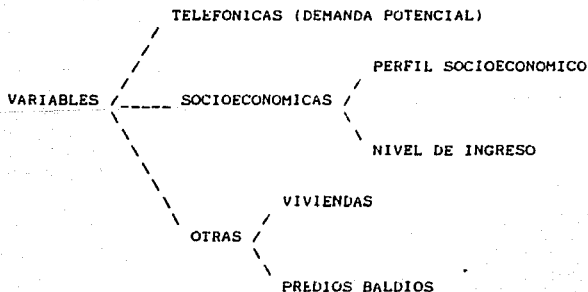 TELEFONICAS (DEMANDA POTENCIAL)
PERFIL SOCIOECONOMICO
VARIABLES
SOCIOECONOMICAS
NIVEL DE INGRESO
VIVIENDAS
OTRAS
PREDIOS BALDIOS